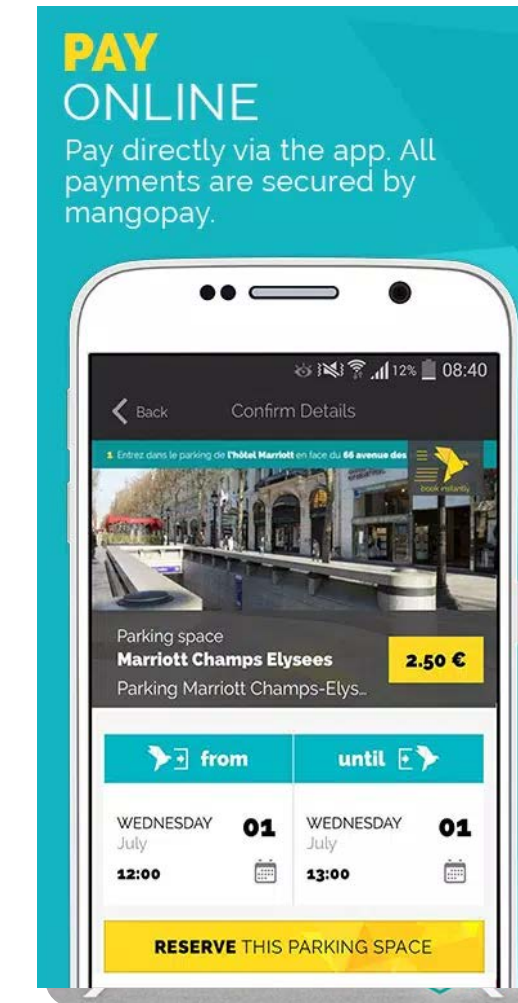 PAY
ONLINE
Pay directly via the app. All
payments are secured by
mangopay.
12% 08:40
Back Confirm Details
1 Entrez dans le parking de l'hôtel Marriott en face du 66 avenue des
book instantly
Parking space
Marriott Champs Elysees
2.50 €
Parking Marriott Champs-Elys...
from until
WEDNESDAY 01 WEDNESDAY 01
July July
12:00 13:00
RESERVE THIS PARKING SPACE